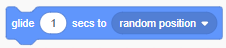 glide 1 secs to random position